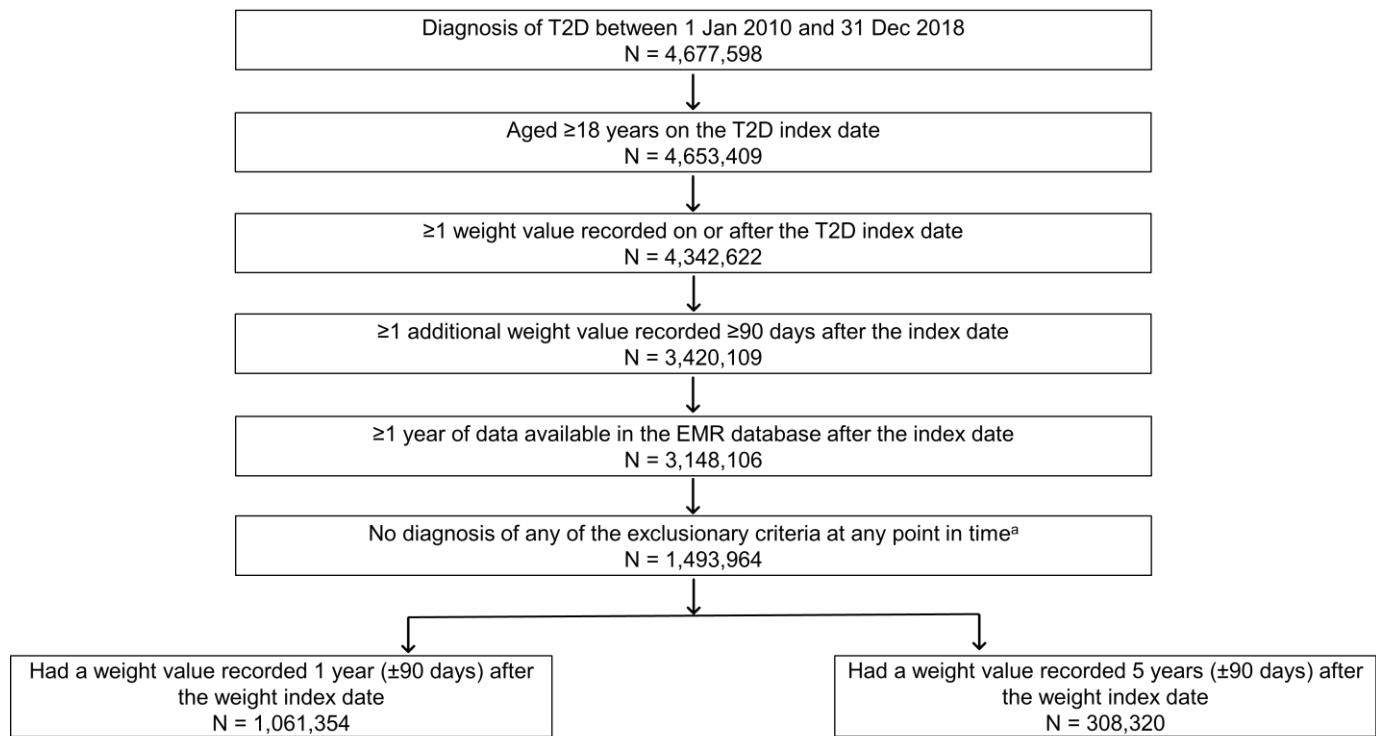 Diagnosis of T2D between 1 Jan 2010 and 31 Dec 2018
N = 4,677,598
Aged ≥18 years on the T2D index date
N = 4,653,409
≥1 weight value recorded on or after the T2D index date
N = 4,342,622
≥1 additional weight value recorded ≥90 days after the index date
N = 3,420,109
≥1 year of data available in the EMR database after the index date
N = 3,148,106
No diagnosis of any of the exclusionary criteria at any point in timeᵃ
N = 1,493,964
Had a weight value recorded 1 year (±90 days) after
the weight index date
N = 1,061,354
Had a weight value recorded 5 years (±90 days) after
the weight index date
N = 308,320